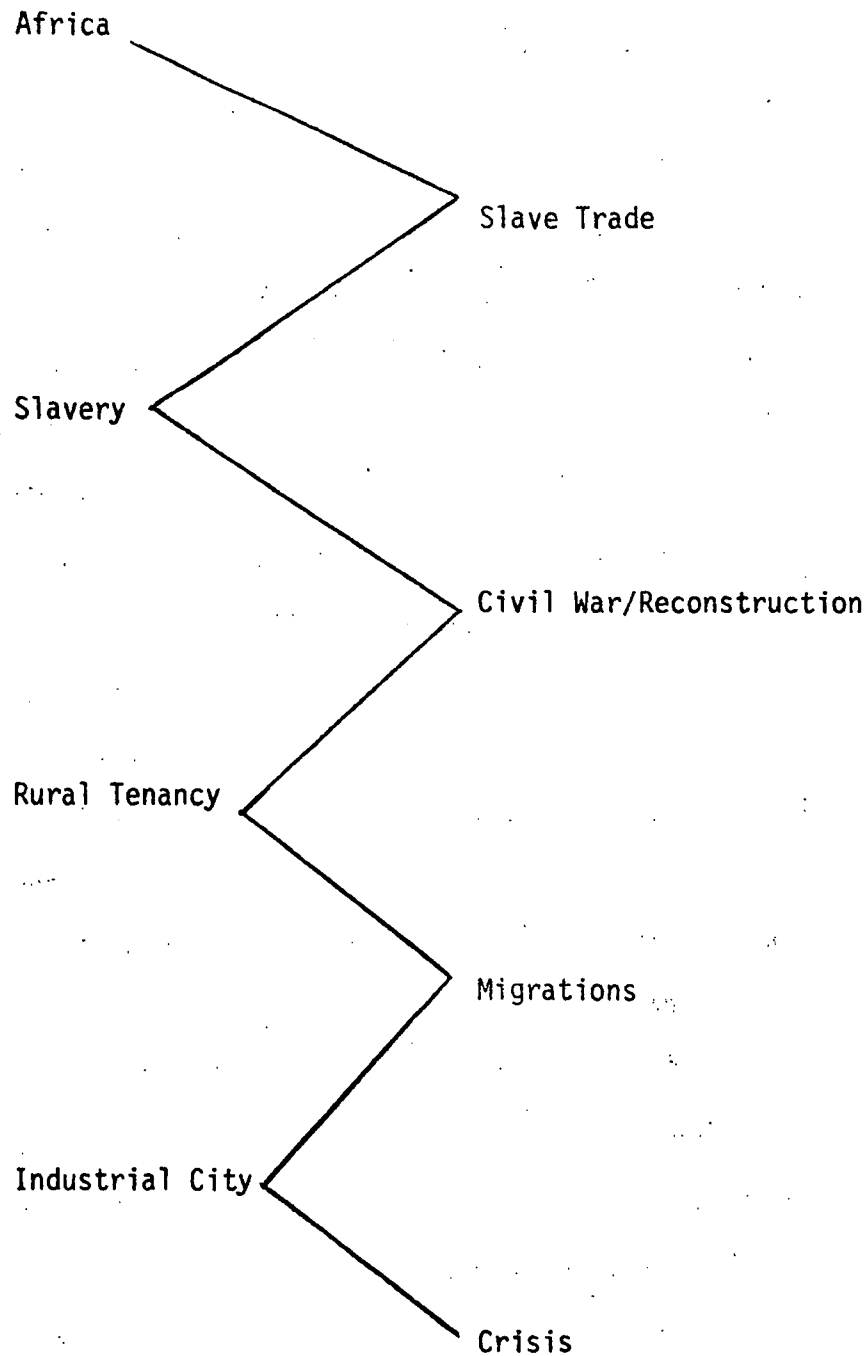 Africa
Slave Trade
Slavery
Civil War/Reconstruction
Rural Tenancy
Migrations
Industrial City
Crisis